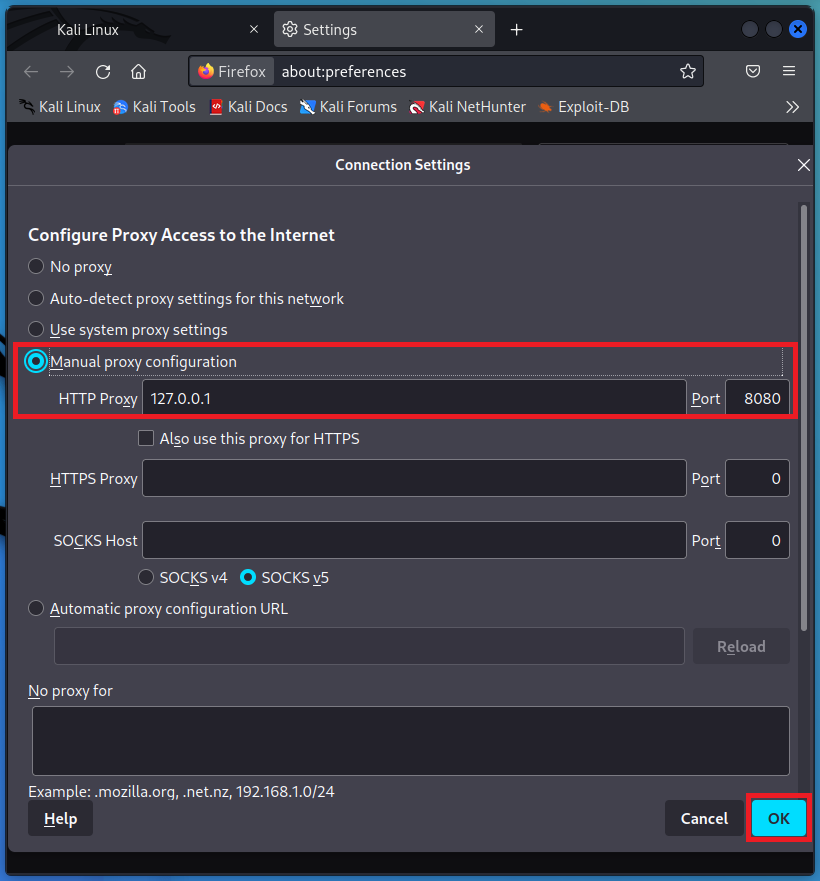 Kali Linux
Settings
Firefox about:preferences
Kali Linux Kali Tools Kali Docs Kali Forums Kali NetHunter Exploit-DB
Connection Settings
Configure Proxy Access to the Internet
No proxy
Auto-detect proxy settings for this network
Use system proxy settings
Manual proxy configuration
HTTP Proxy 127.0.0.1 Port 8080
Also use this proxy for HTTPS
HTTPS Proxy Port 0
SOCKS Host Port 0
SOCKS v4 SOCKS v5
Automatic proxy configuration URL
Reload
No proxy for
Example: .mozilla.org, .net.nz, 192.168.1.0/24
Help Cancel OK